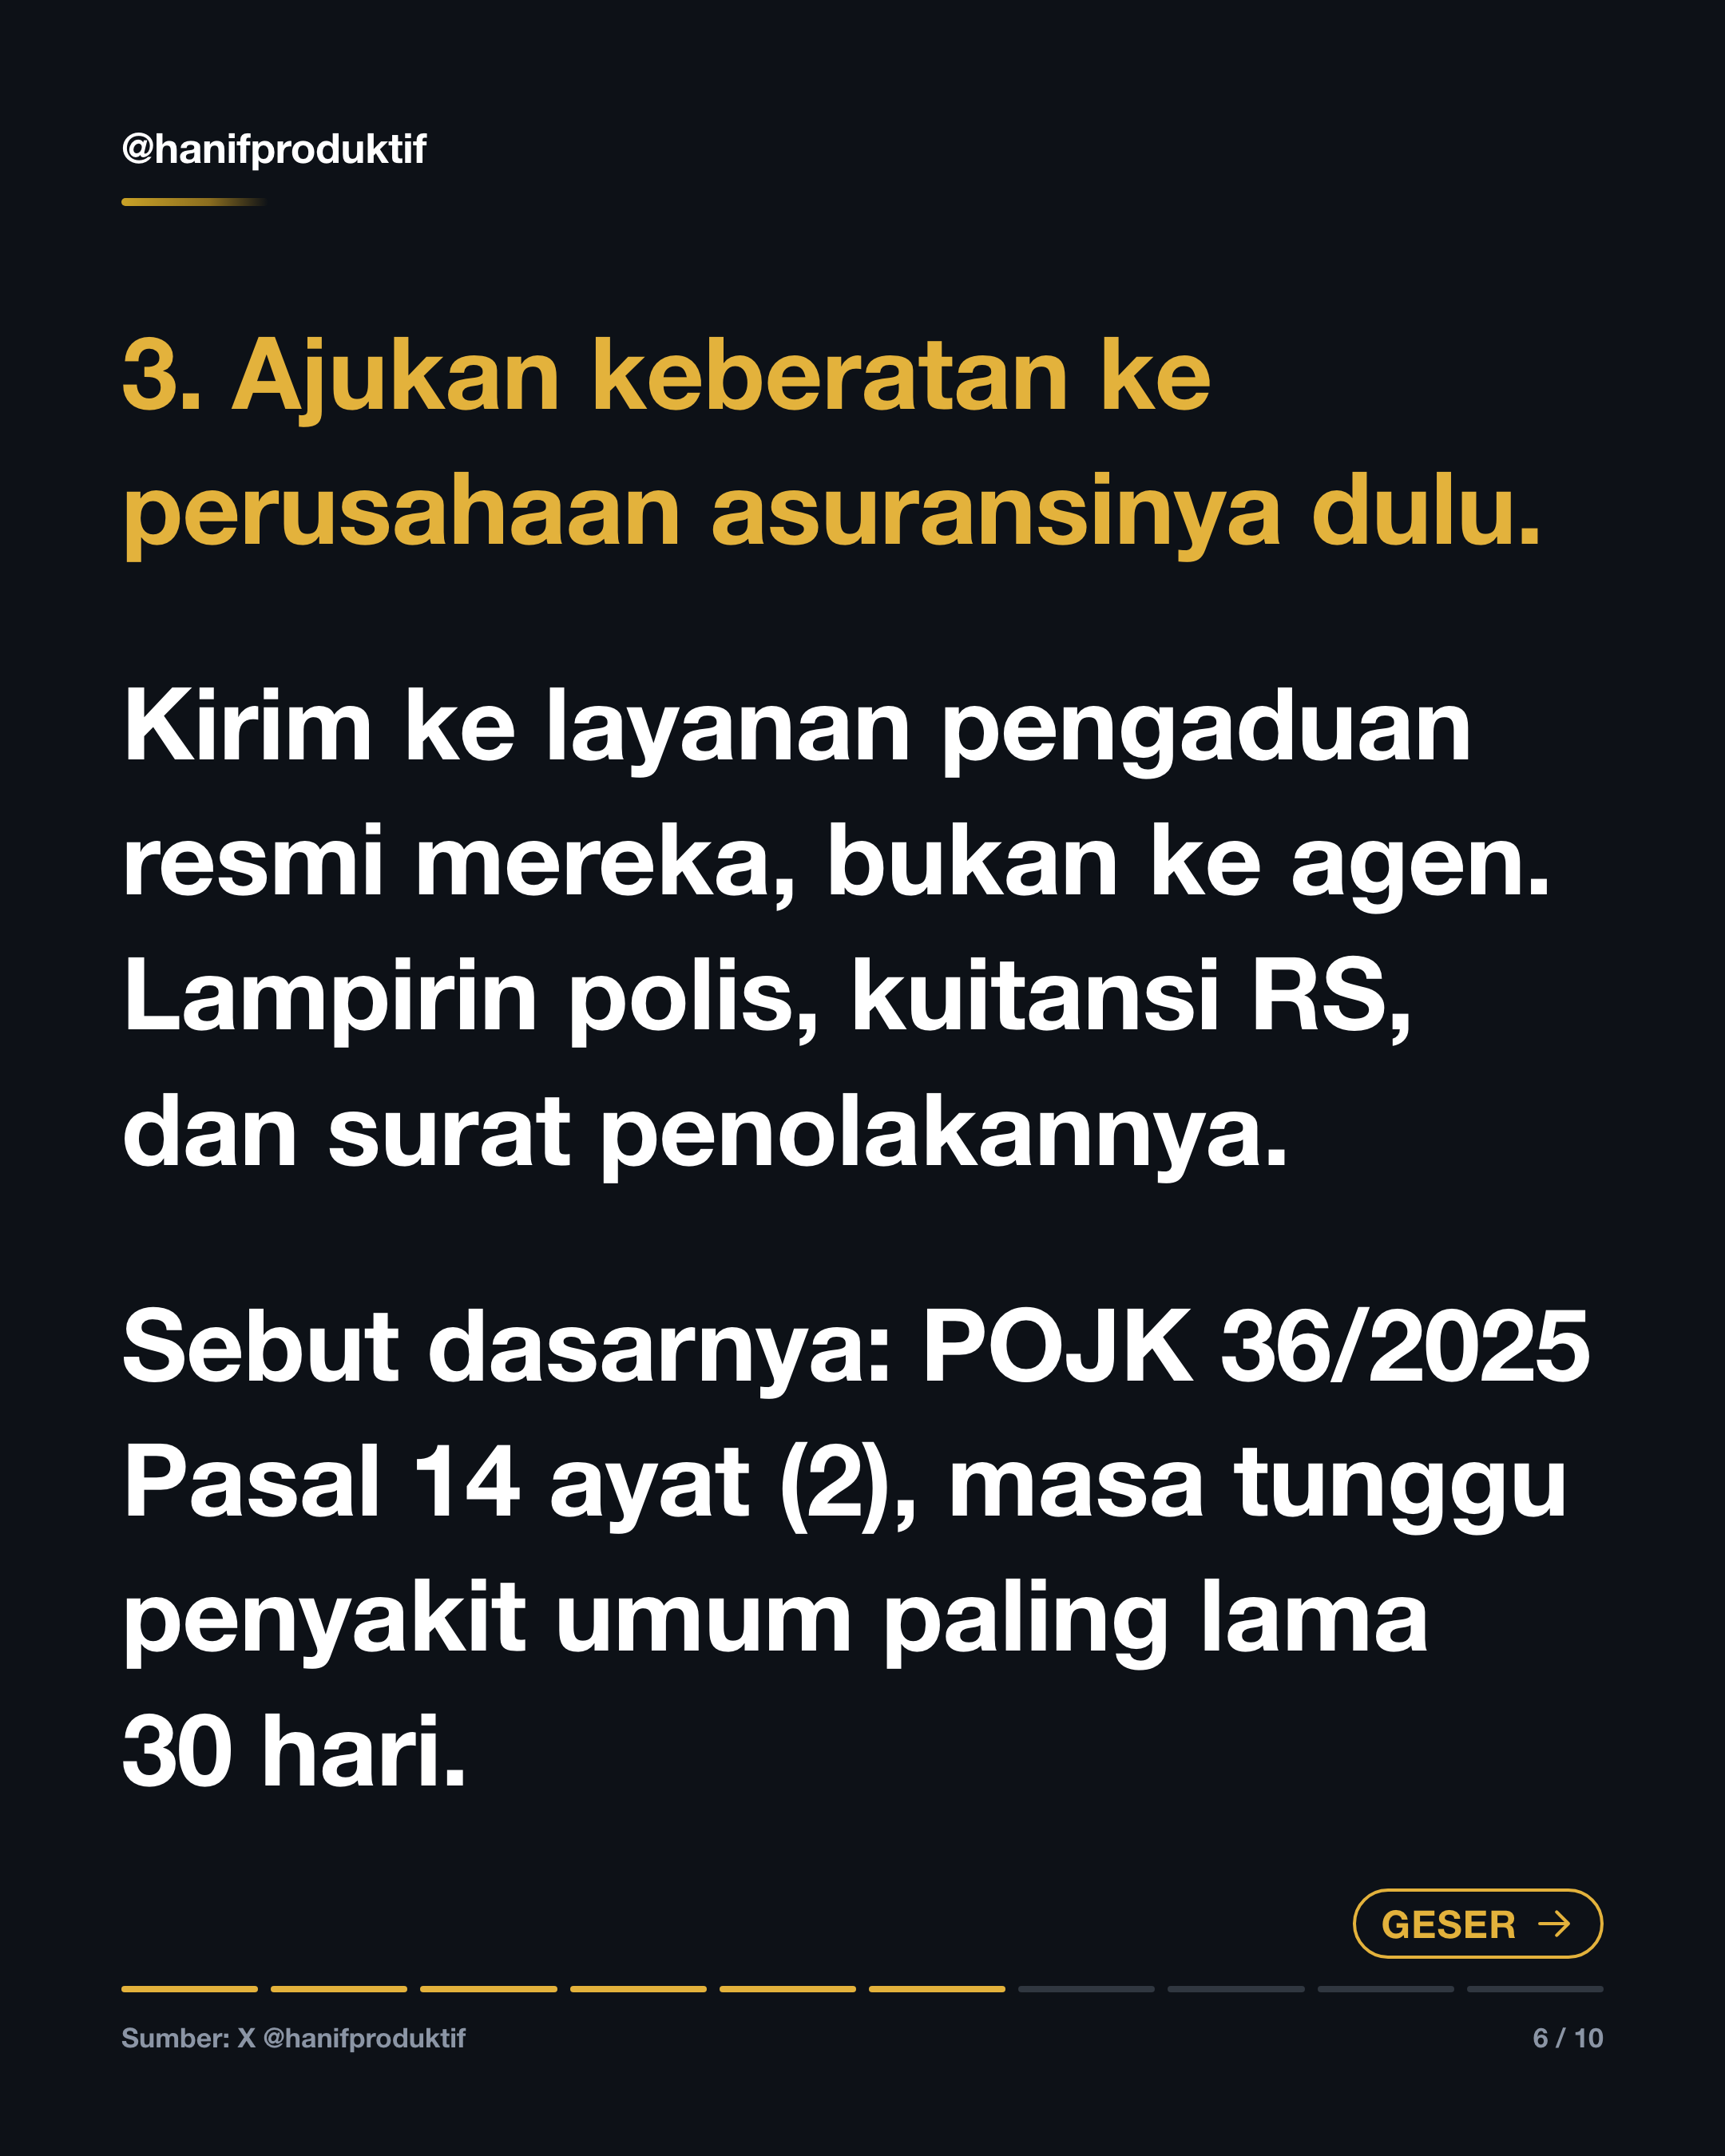 @hanifproduktif
3. Ajukan keberatan ke
perusahaan asuransinya dulu.
Kirim ke layanan pengaduan
resmi mereka, bukan ke agen.
Lampirin polis, kuitansi RS,
dan surat penolakannya.
Sebut dasarnya: POJK 36/2025
Pasal 14 ayat (2), masa tunggu
penyakit umum paling lama
30 hari.
GESER →
Sumber: X @hanifproduktif
6 / 10